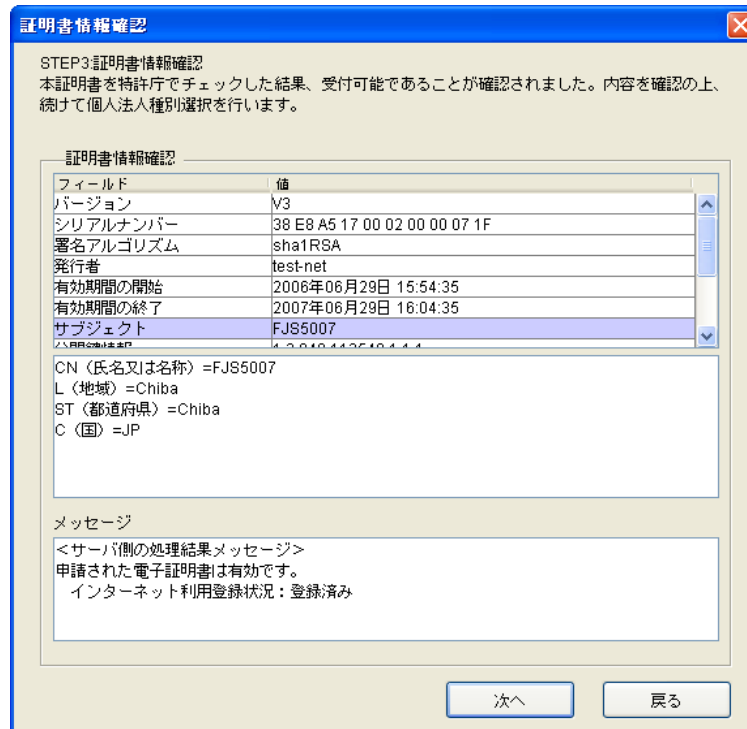 証明書情報確認
STEP3:証明書情報確認
本証明書を特許庁でチェックした結果、受付可能であることが確認されました。内容を確認の上、
続けて個人法人種別選択を行います。
証明書情報確認
フィールド 値
バージョン V3
シリアルナンバー 38 E8 A5 17 00 02 00 00 07 1F
署名アルゴリズム sha1RSA
発行者 test-net
有効期間の開始 2006年06月29日 15:54:35
有効期間の終了 2007年06月29日 16:04:35
サブジェクト FJS5007
CN（氏名又は名称）=FJS5007
L（地域）=Chiba
ST（都道府県）=Chiba
C（国）=JP
メッセージ
<サーバ側の処理結果メッセージ>
申請された電子証明書は有効です。
インターネット利用登録状況：登録済み
次へ 戻る